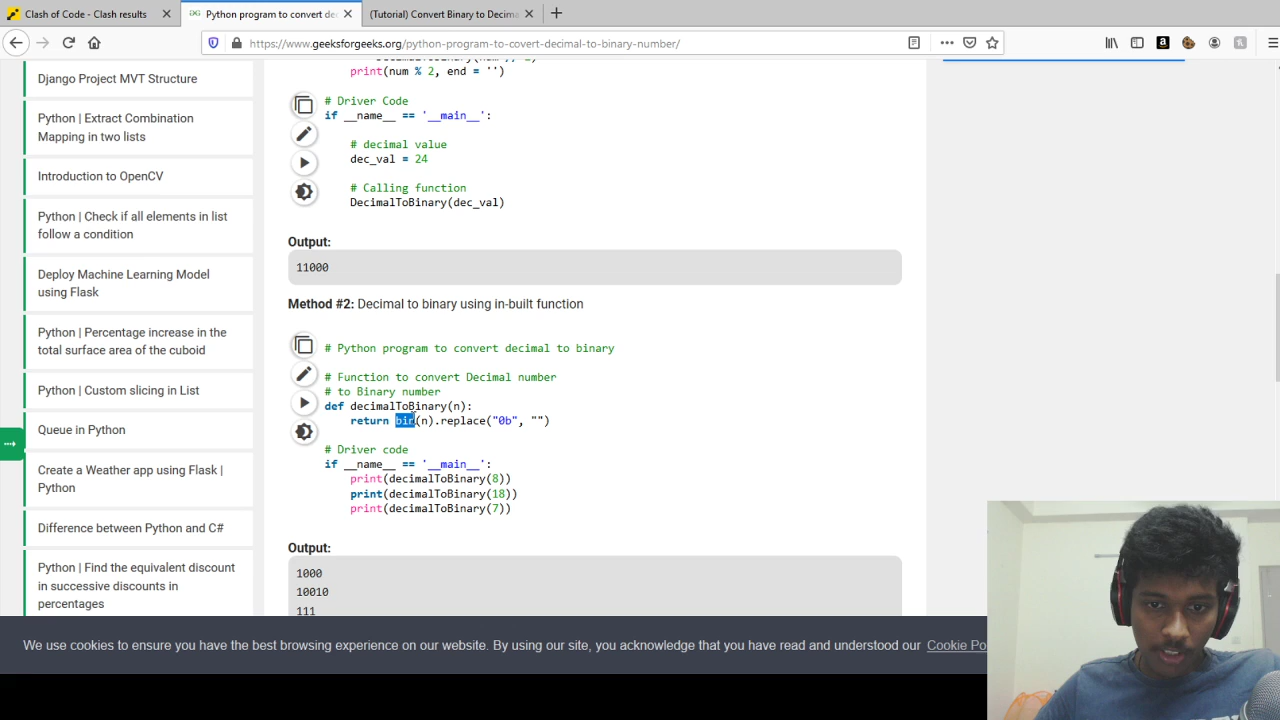 Clash of Code - Clash results
Python program to convert dec
(Tutorial) Convert Binary to Decima
https://www.geeksforgeeks.org/python-program-to-covert-decimal-to-binary-number/
Django Project MVT Structure
Python | Extract Combination
Mapping in two lists
Introduction to OpenCV
Python | Check if all elements in list
follow a condition
Deploy Machine Learning Model
using Flask
Python | Percentage increase in the
total surface area of the cuboid
Python | Custom slicing in List
Queue in Python
Create a Weather app using Flask |
Python
Difference between Python and C#
Python | Find the equivalent discount
in successive discounts in
percentages
print(num % 2, end = '')
# Driver Code
if __name__ == '__main__':
# decimal value
dec_val = 24
# Calling function
DecimalToBinary(dec_val)
Output:
11000
Method #2: Decimal to binary using in-built function
# Python program to convert decimal to binary
# Function to convert Decimal number
# to Binary number
def decimalToBinary(n):
return bin(n).replace("0b", "")
# Driver code
if __name__ == '__main__':
print(decimalToBinary(8))
print(decimalToBinary(18))
print(decimalToBinary(7))
Output:
1000
10010
111
We use cookies to ensure you have the best browsing experience on our website. By using our site, you acknowledge that you have read and understood our Cookie Po